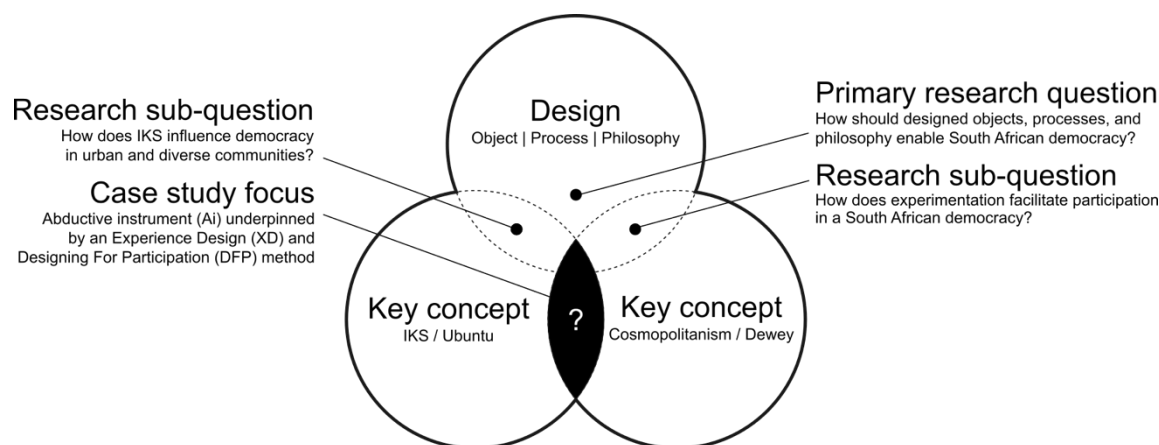 Research sub-question
How does IKS influence democracy
in urban and diverse communities?
Case study focus
Abductive instrument (Ai) underpinned
by an Experience Design (XD) and
Designing For Participation (DFP) method
Design
Object | Process | Philosophy
Primary research question
How should designed objects, processes, and
philosophy enable South African democracy?
Research sub-question
How does experimentation facilitate participation
in a South African democracy?
Key concept
IKS / Ubuntu
?
Key concept
Cosmopolitanism / Dewey